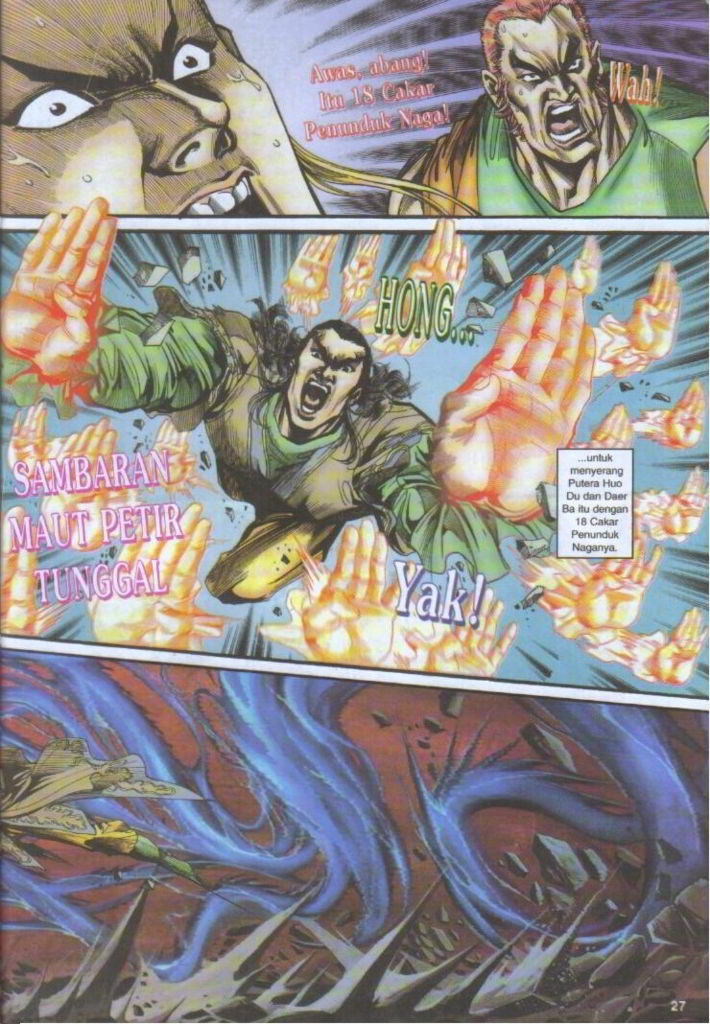 Awas, abang!
Itu 18 Cakar
Penunduk Naga!
Wah!
HONG...
SAMBARAN
MAUT PETIR
TUNGGAL
Yak!
...untuk
menyerang
Putera Huo
Du dan Daer
Ba itu dengan
18 Cakar
Penunduk
Naganya.
27